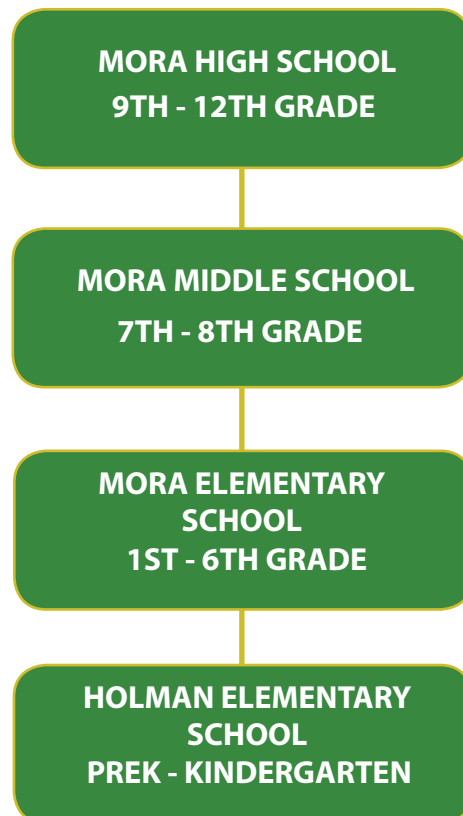 MORA HIGH SCHOOL
9TH - 12TH GRADE
MORA MIDDLE SCHOOL
7TH - 8TH GRADE
MORA ELEMENTARY
SCHOOL
1ST - 6TH GRADE
HOLMAN ELEMENTARY
SCHOOL
PREK - KINDERGARTEN